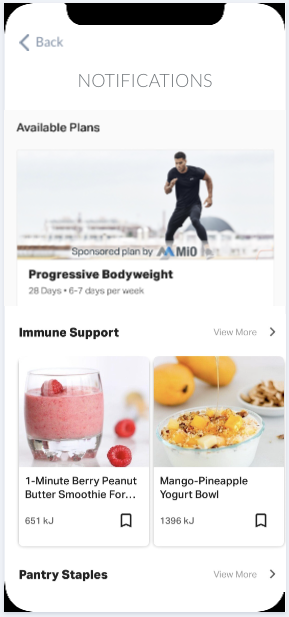 Back
NOTIFICATIONS
Available Plans
Sponsored plan by MiO
Progressive Bodyweight
28 Days • 6-7 days per week
Immune Support
View More
1-Minute Berry Peanut
Butter Smoothie For...
651 kJ
Mango-Pineapple
Yogurt Bowl
1396 kJ
Pantry Staples
View More